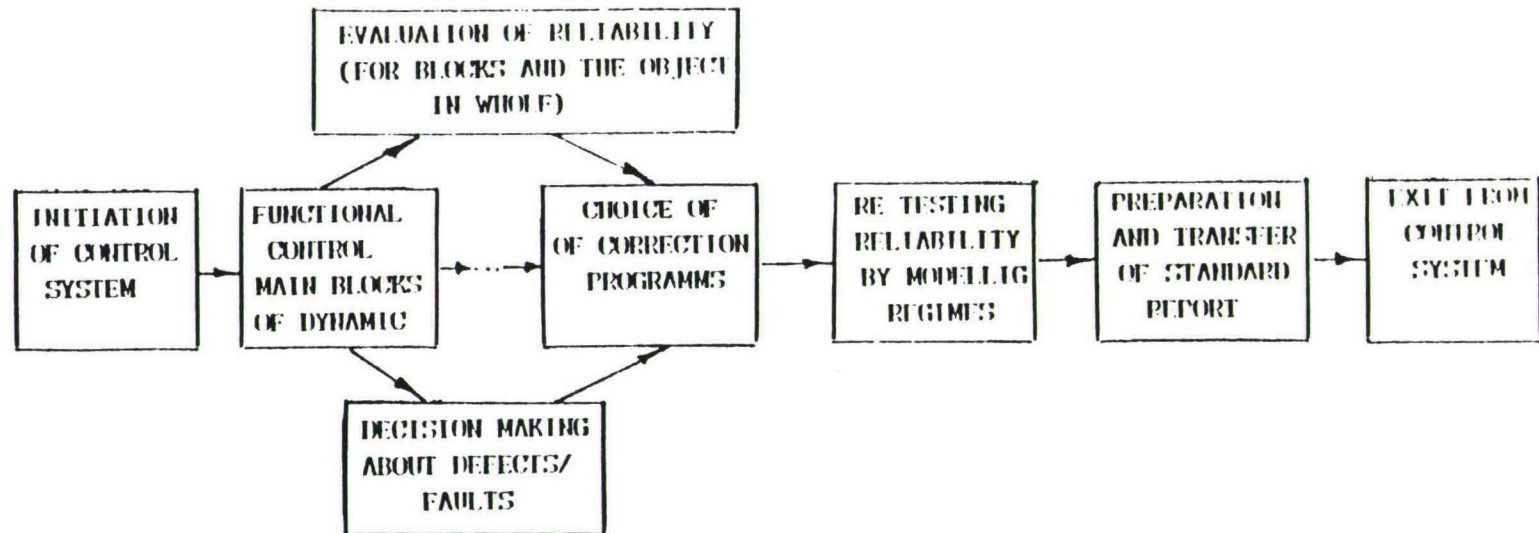 EVALUATION OF RELIABILITY
(FOR BLOCKS AND THE OBJECT
IN WHOLE)
INITIATION
OF CONTROL
SYSTEM
FUNCTIONAL
CONTROL
MAIN BLOCKS
OF DYNAMIC
...
CHOICE OF
OF CORRECTION
PROGRAMMS
RE TESTING
RELIABILITY
BY MODELLIG
REGIMES
PREPARATION
AND TRANSFER
OF STANDARD
REPORT
EXIT FROM
CONTROL
SYSTEM
DECISION MAKING
ABOUT DEFECTS/
FAULTS